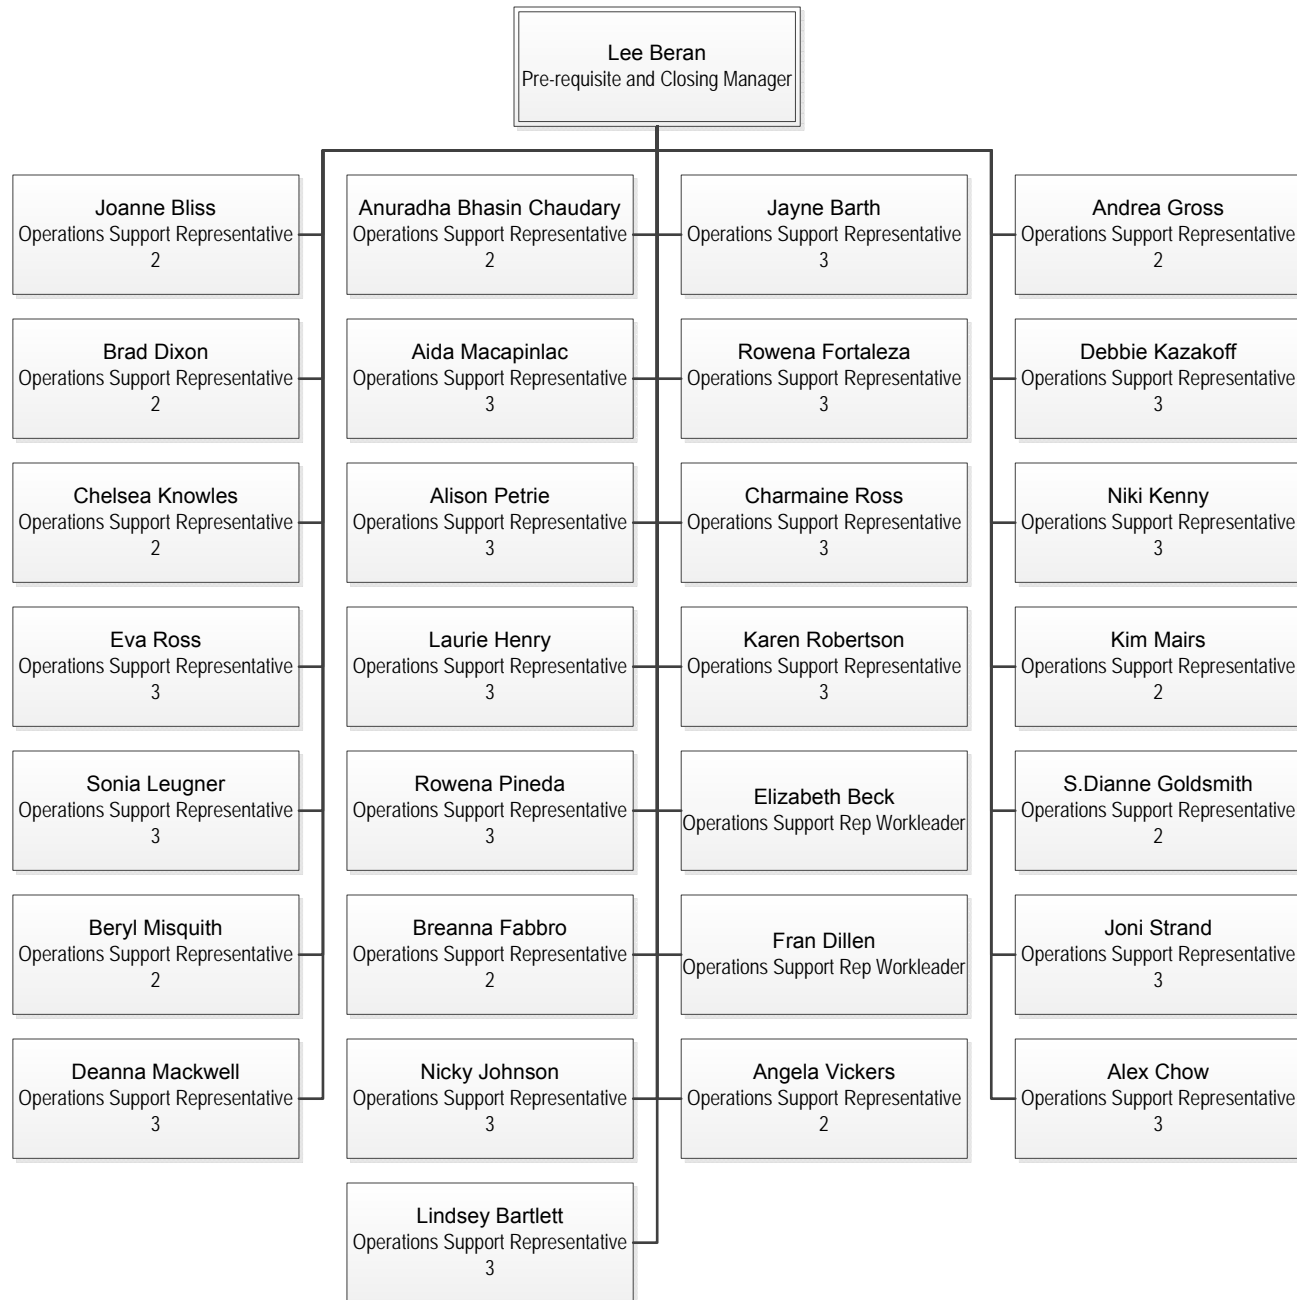 Lee Beran
Pre-requisite and Closing Manager
Joanne Bliss
Operations Support Representative
2
Anuradha Bhasin Chaudary
Operations Support Representative
2
Jayne Barth
Operations Support Representative
3
Andrea Gross
Operations Support Representative
2
Brad Dixon
Operations Support Representative
2
Aida Macapinlac
Operations Support Representative
3
Rowena Fortaleza
Operations Support Representative
3
Debbie Kazakoff
Operations Support Representative
3
Chelsea Knowles
Operations Support Representative
2
Alison Petrie
Operations Support Representative
3
Charmaine Ross
Operations Support Representative
3
Niki Kenny
Operations Support Representative
3
Eva Ross
Operations Support Representative
3
Laurie Henry
Operations Support Representative
3
Karen Robertson
Operations Support Representative
3
Kim Mairs
Operations Support Representative
2
Sonia Leugner
Operations Support Representative
3
Rowena Pineda
Operations Support Representative
3
Elizabeth Beck
Operations Support Rep Workleader
S.Dianne Goldsmith
Operations Support Representative
2
Beryl Misquith
Operations Support Representative
2
Breanna Fabbro
Operations Support Representative
2
Fran Dillen
Operations Support Rep Workleader
Joni Strand
Operations Support Representative
3
Deanna Mackwell
Operations Support Representative
3
Nicky Johnson
Operations Support Representative
3
Angela Vickers
Operations Support Representative
2
Alex Chow
Operations Support Representative
3
Lindsey Bartlett
Operations Support Representative
3